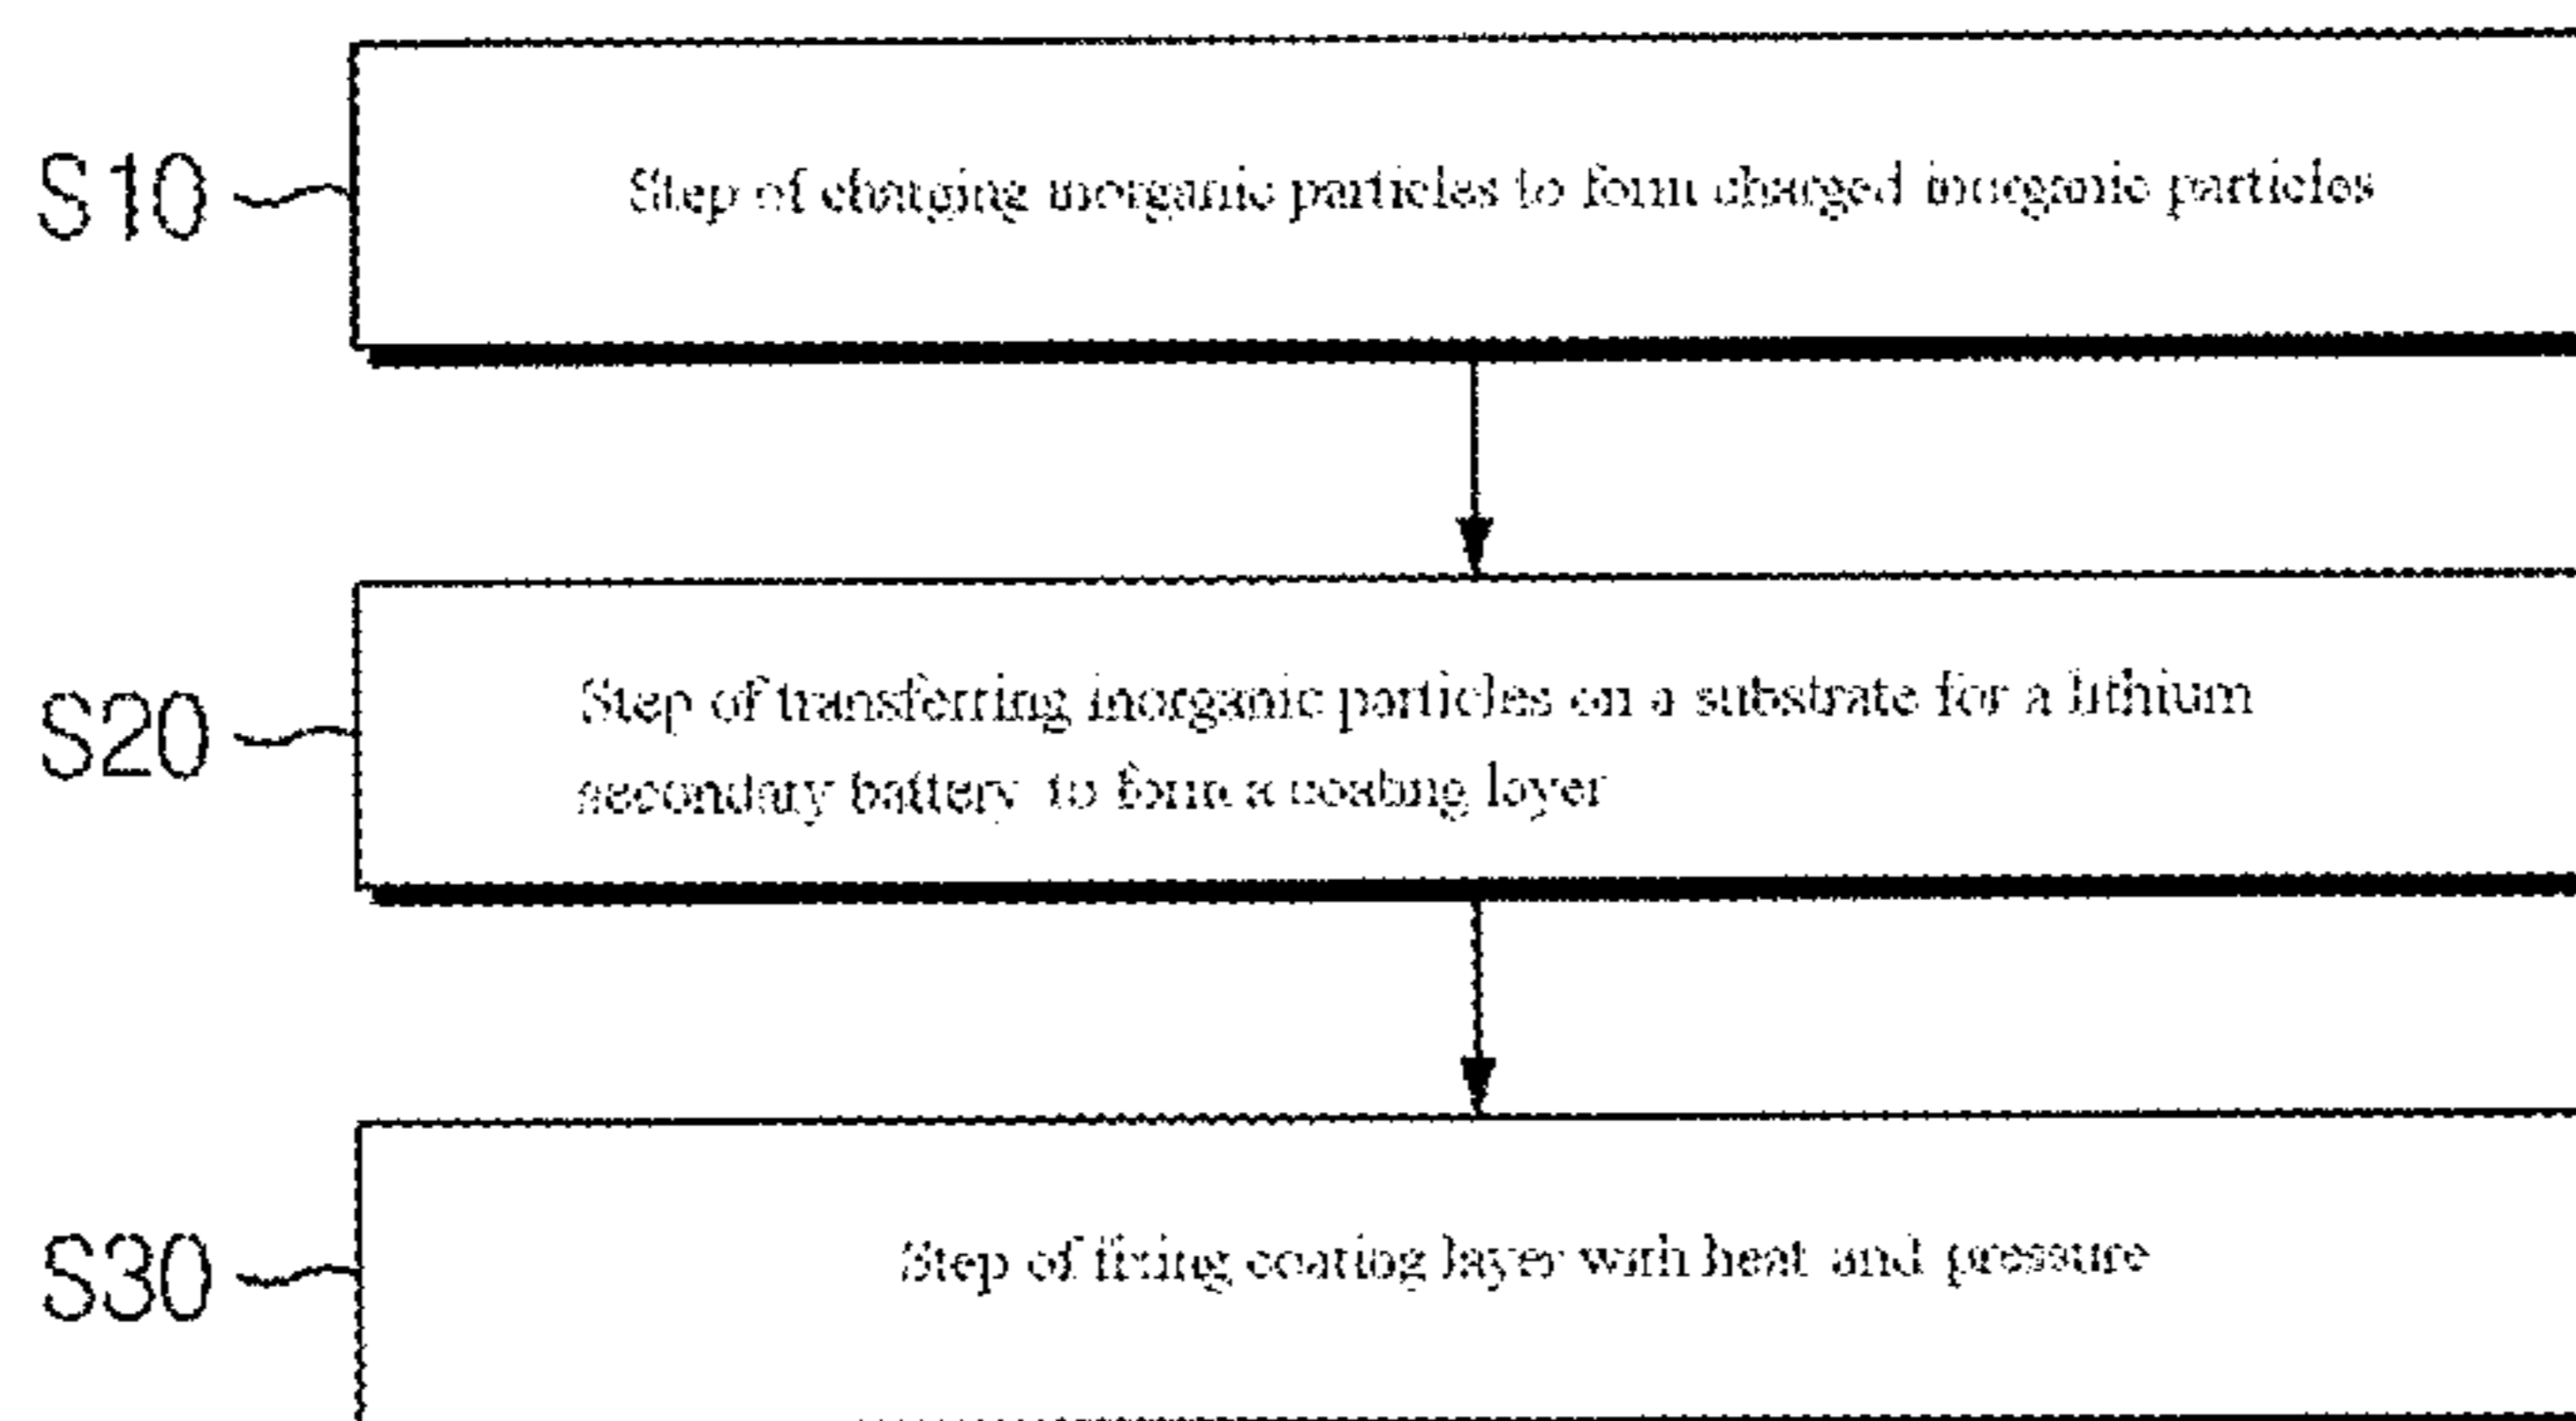 S10
Step of charging inorganic particles to form charged inorganic particles
S20
Step of transferring inorganic particles on a substrate for a lithium
secondary battery to form a coating layer
S30
Step of fixing coating layer with heat and pressure